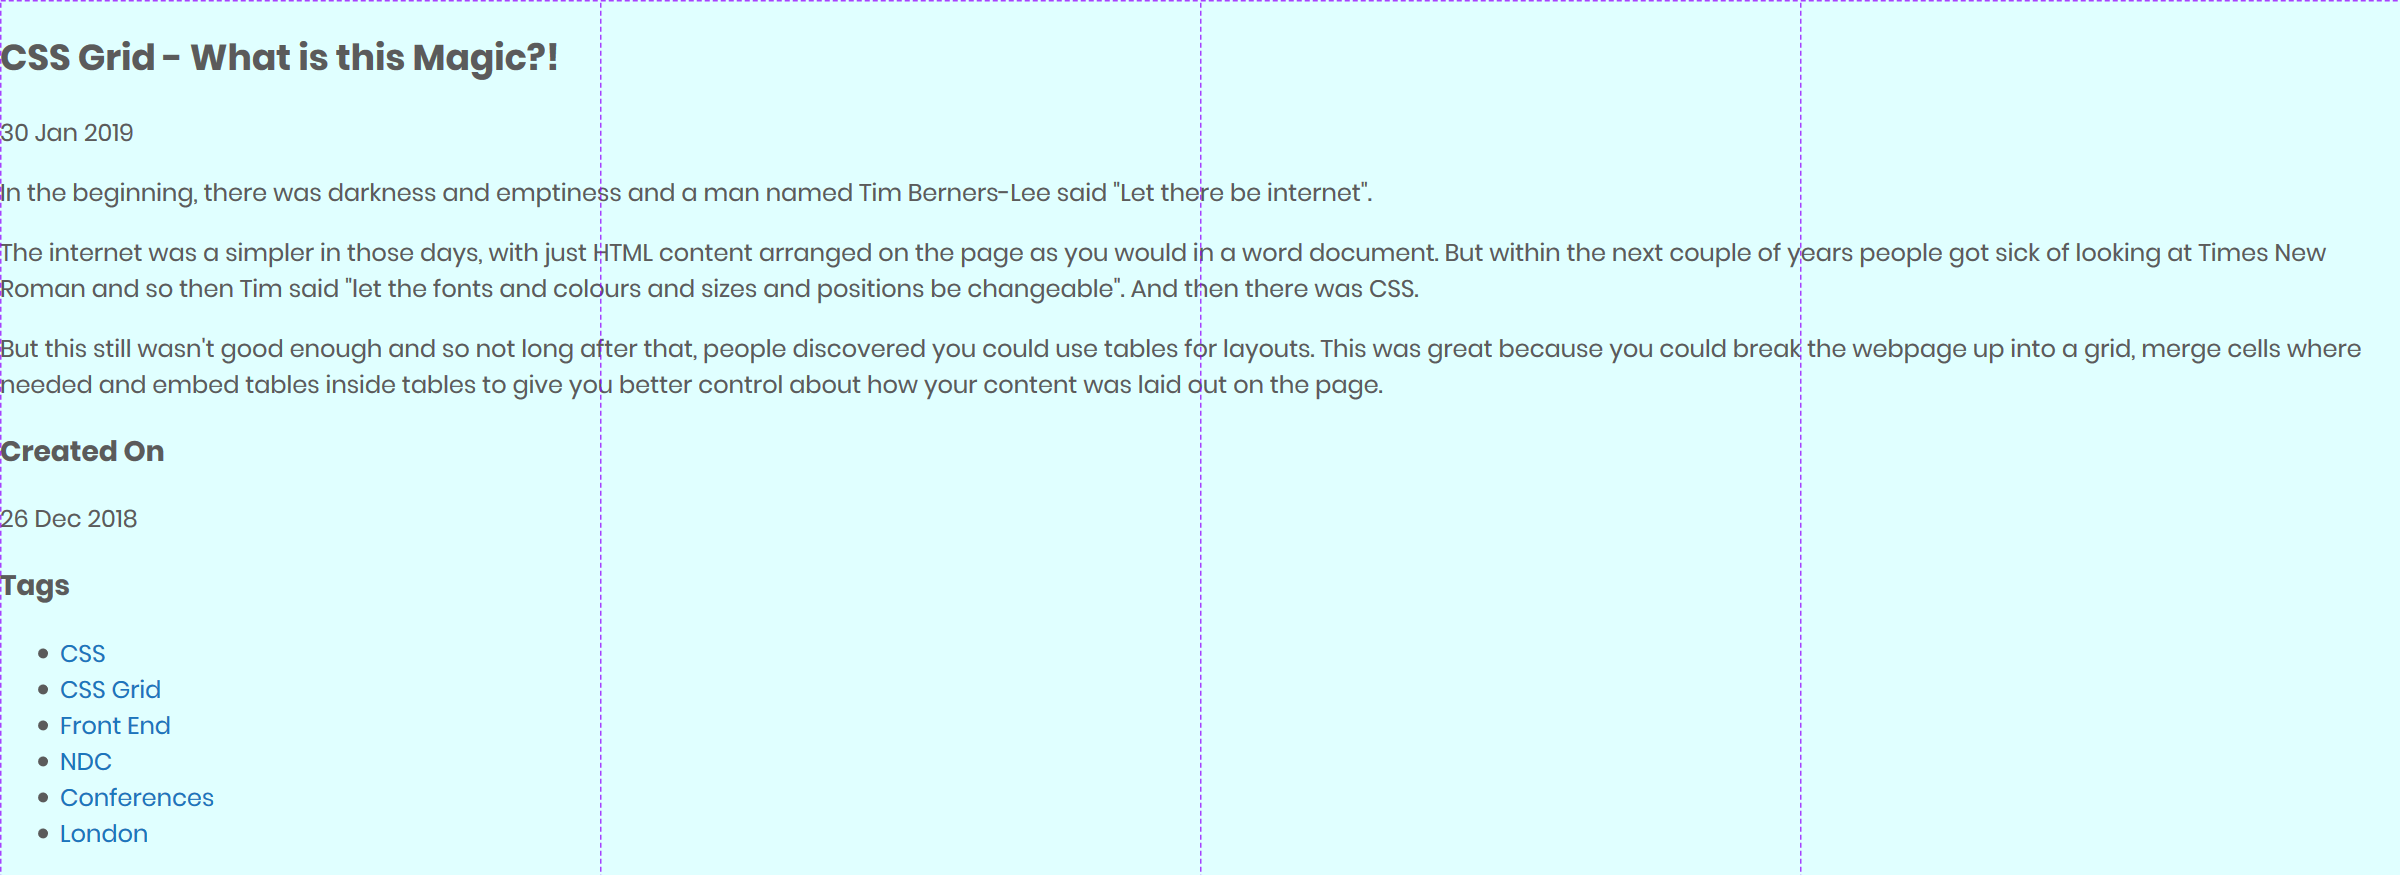 CSS Grid - What is this Magic?!
30 Jan 2019
In the beginning, there was darkness and emptiness and a man named Tim Berners-Lee said "Let there be internet".
The internet was a simpler in those days, with just HTML content arranged on the page as you would in a word document. But within the next couple of years people got sick of looking at Times New
Roman and so then Tim said "let the fonts and colours and sizes and positions be changeable". And then there was CSS.
But this still wasn't good enough and so not long after that, people discovered you could use tables for layouts. This was great because you could break the webpage up into a grid, merge cells where
needed and embed tables inside tables to give you better control about how your content was laid out on the page.
Created On
26 Dec 2018
Tags
CSS
CSS Grid
Front End
NDC
Conferences
London